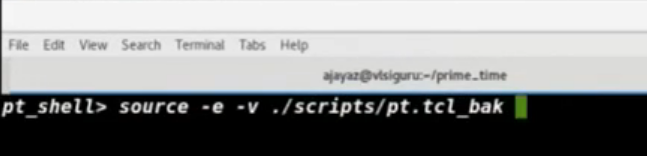 File Edit View Search Terminal Tabs Help
ajayaz@vlsiguru:~/prime_time
pt_shell> source -e -v ./scripts/pt.tcl_bak